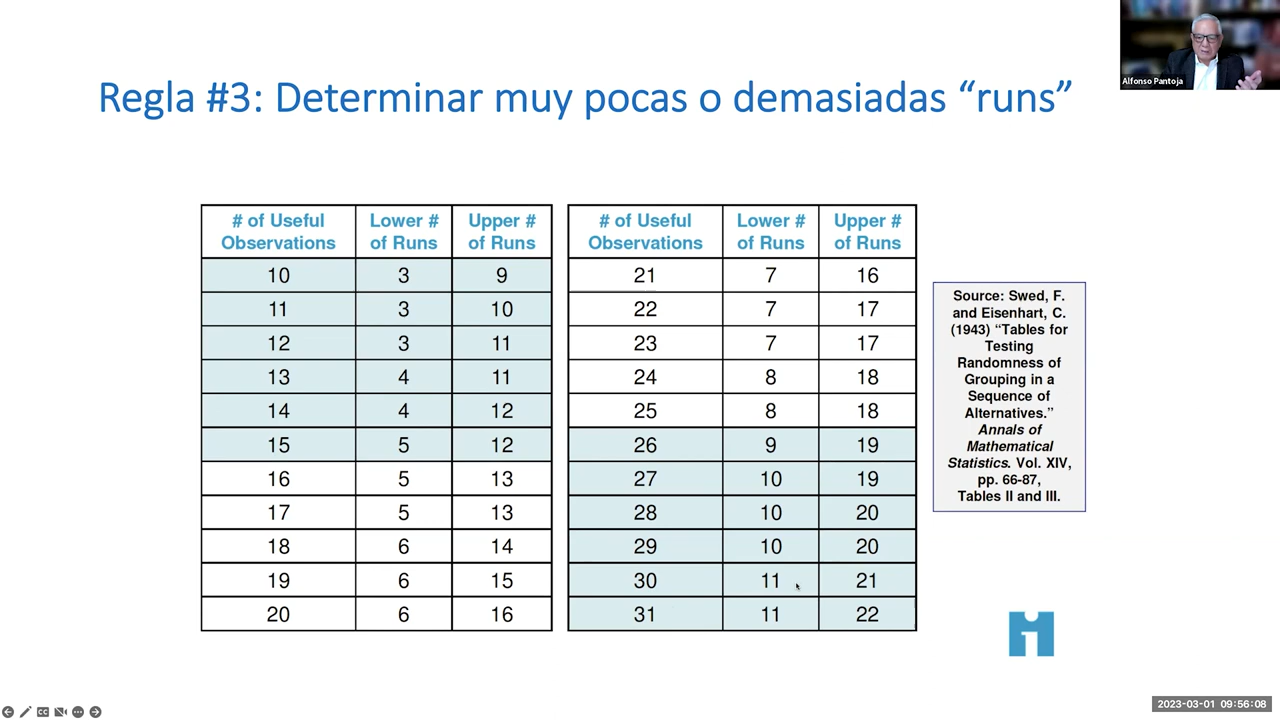 Alfonso Pantoja
Regla #3: Determinar muy pocas o demasiadas “runs”
# of Useful Observations Lower # of Runs Upper # of Runs
10 3 9
11 3 10
12 3 11
13 4 11
14 4 12
15 5 12
16 5 13
17 5 13
18 6 14
19 6 15
20 6 16
# of Useful Observations Lower # of Runs Upper # of Runs
21 7 16
22 7 17
23 7 17
24 8 18
25 8 18
26 9 19
27 10 19
28 10 20
29 10 20
30 11 21
31 11 22
Source: Swed, F.
and Eisenhart, C.
(1943) “Tables for
Testing
Randomness of
Grouping in a
Sequence of
Alternatives.”
Annals of
Mathematical
Statistics. Vol. XIV,
pp. 66-87,
Tables II and III.
CC
2023-03-01 09:56:08